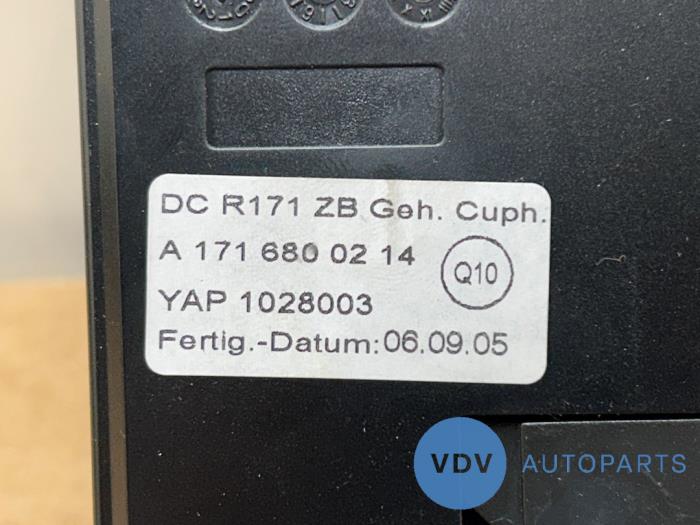 DC R171 ZB Geh. Cuph.
A 171 680 02 14
Q10
YAP 1028003
Fertig.-Datum: 06.09.05
VDV AUTOPARTS